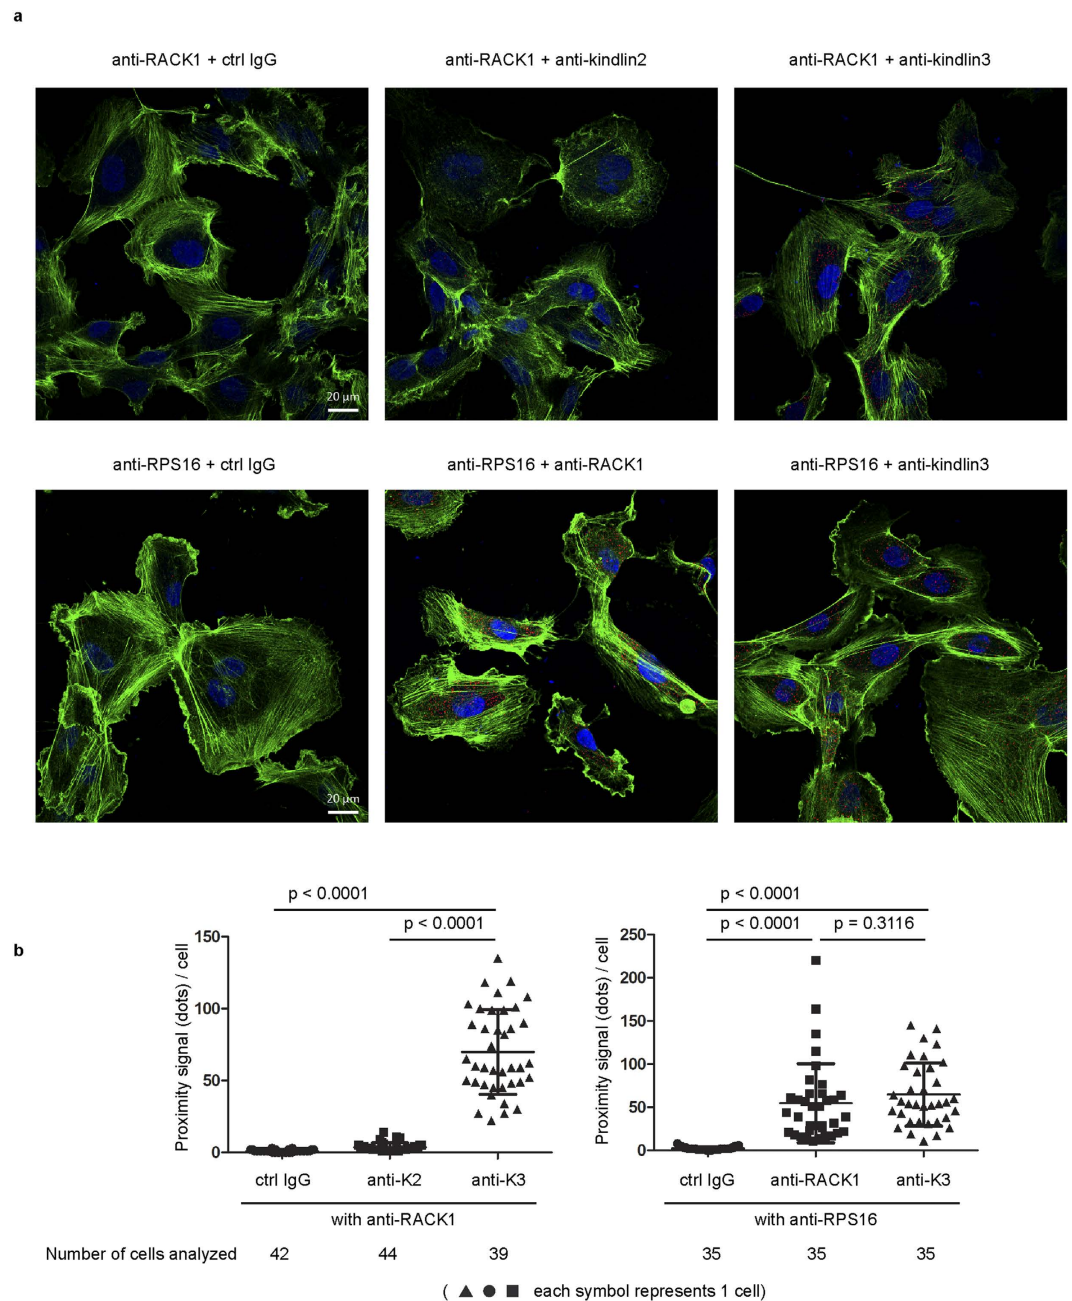 a
anti-RACK1 + ctrl IgG
anti-RACK1 + anti-kindlin2
anti-RACK1 + anti-kindlin3
20 µm
anti-RPS16 + ctrl IgG
anti-RPS16 + anti-RACK1
anti-RPS16 + anti-kindlin3
20 µm
b
p < 0.0001
p < 0.0001
150
100
50
0
Proximity signal (dots) / cell
ctrl IgG
anti-K2
anti-K3
with anti-RACK1
p < 0.0001
p < 0.0001
p = 0.3116
250
200
150
100
50
0
Proximity signal (dots) / cell
ctrl IgG
anti-RACK1
anti-K3
with anti-RPS16
Number of cells analyzed 42 44 39 35 35 35
( ▲ ● ■ each symbol represents 1 cell)